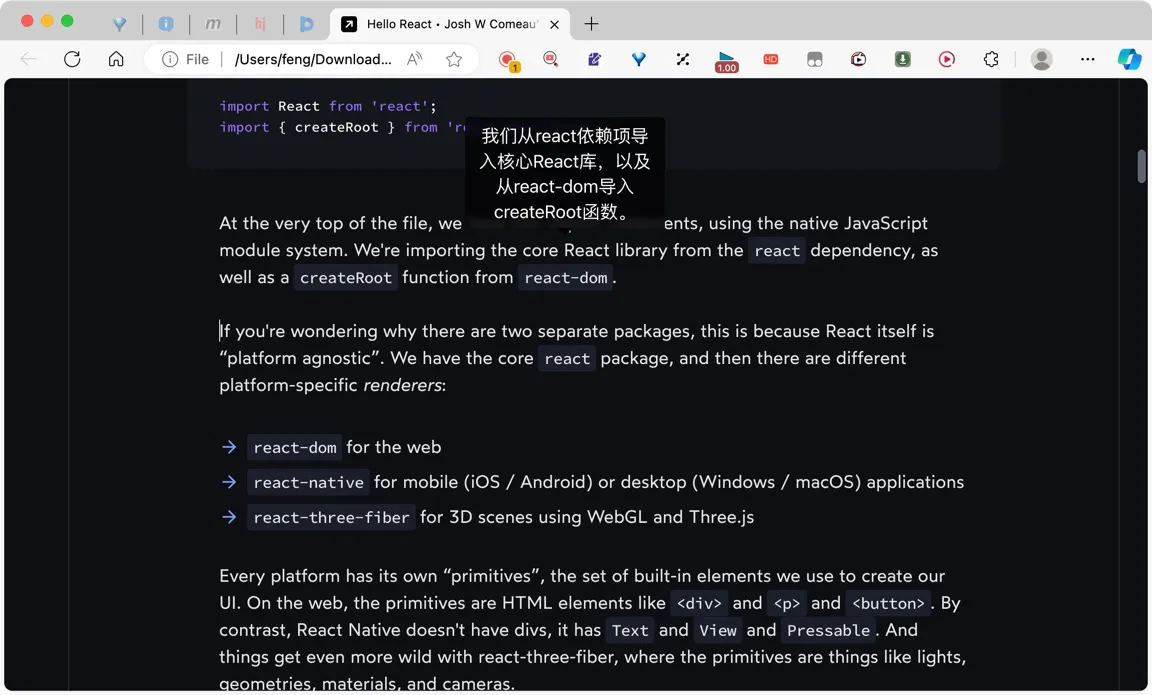 m
hj
Hello React • Josh W Comeau'
File
/Users/feng/Download...
1
1.00
HD
import React from 'react';
import { createRoot } from 're
我们从react依赖项导
入核心React库，以及
从react-dom导入
createRoot函数。
At the very top of the file, we ents, using the native JavaScript
module system. We're importing the core React library from the react dependency, as
well as a createRoot function from react-dom.
If you're wondering why there are two separate packages, this is because React itself is
“platform agnostic”. We have the core react package, and then there are different
platform-specific renderers:
→ react-dom for the web
→ react-native for mobile (iOS / Android) or desktop (Windows / macOS) applications
→ react-three-fiber for 3D scenes using WebGL and Three.js
Every platform has its own “primitives”, the set of built-in elements we use to create our
UI. On the web, the primitives are HTML elements like <div> and <p> and <button>. By
contrast, React Native doesn't have divs, it has Text and View and Pressable. And
things get even more wild with react-three-fiber, where the primitives are things like lights,
geometries, materials, and cameras.